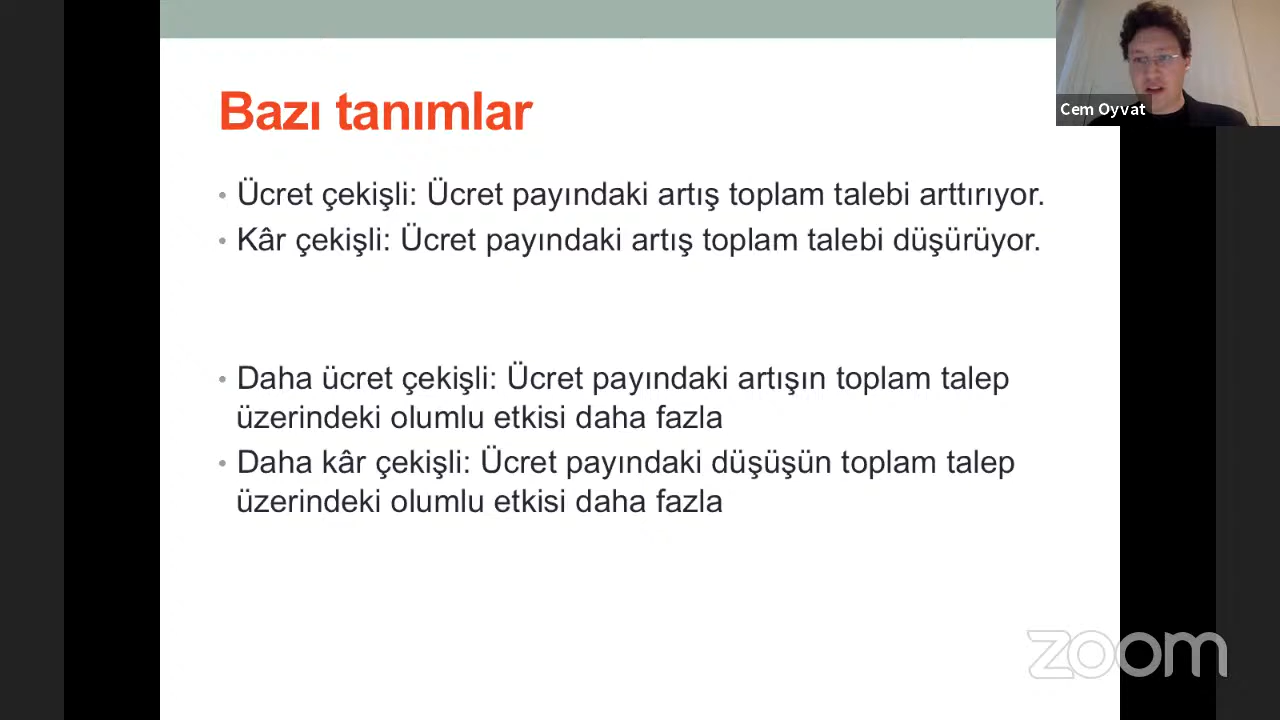 Bazı tanımlar
Cem Oyvat
• Ücret çekişli: Ücret payındaki artış toplam talebi arttırıyor.
• Kâr çekişli: Ücret payındaki artış toplam talebi düşürüyor.
• Daha ücret çekişli: Ücret payındaki artışın toplam talep
üzerindeki olumlu etkisi daha fazla
• Daha kâr çekişli: Ücret payındaki düşüşün toplam talep
üzerindeki olumlu etkisi daha fazla
zoom